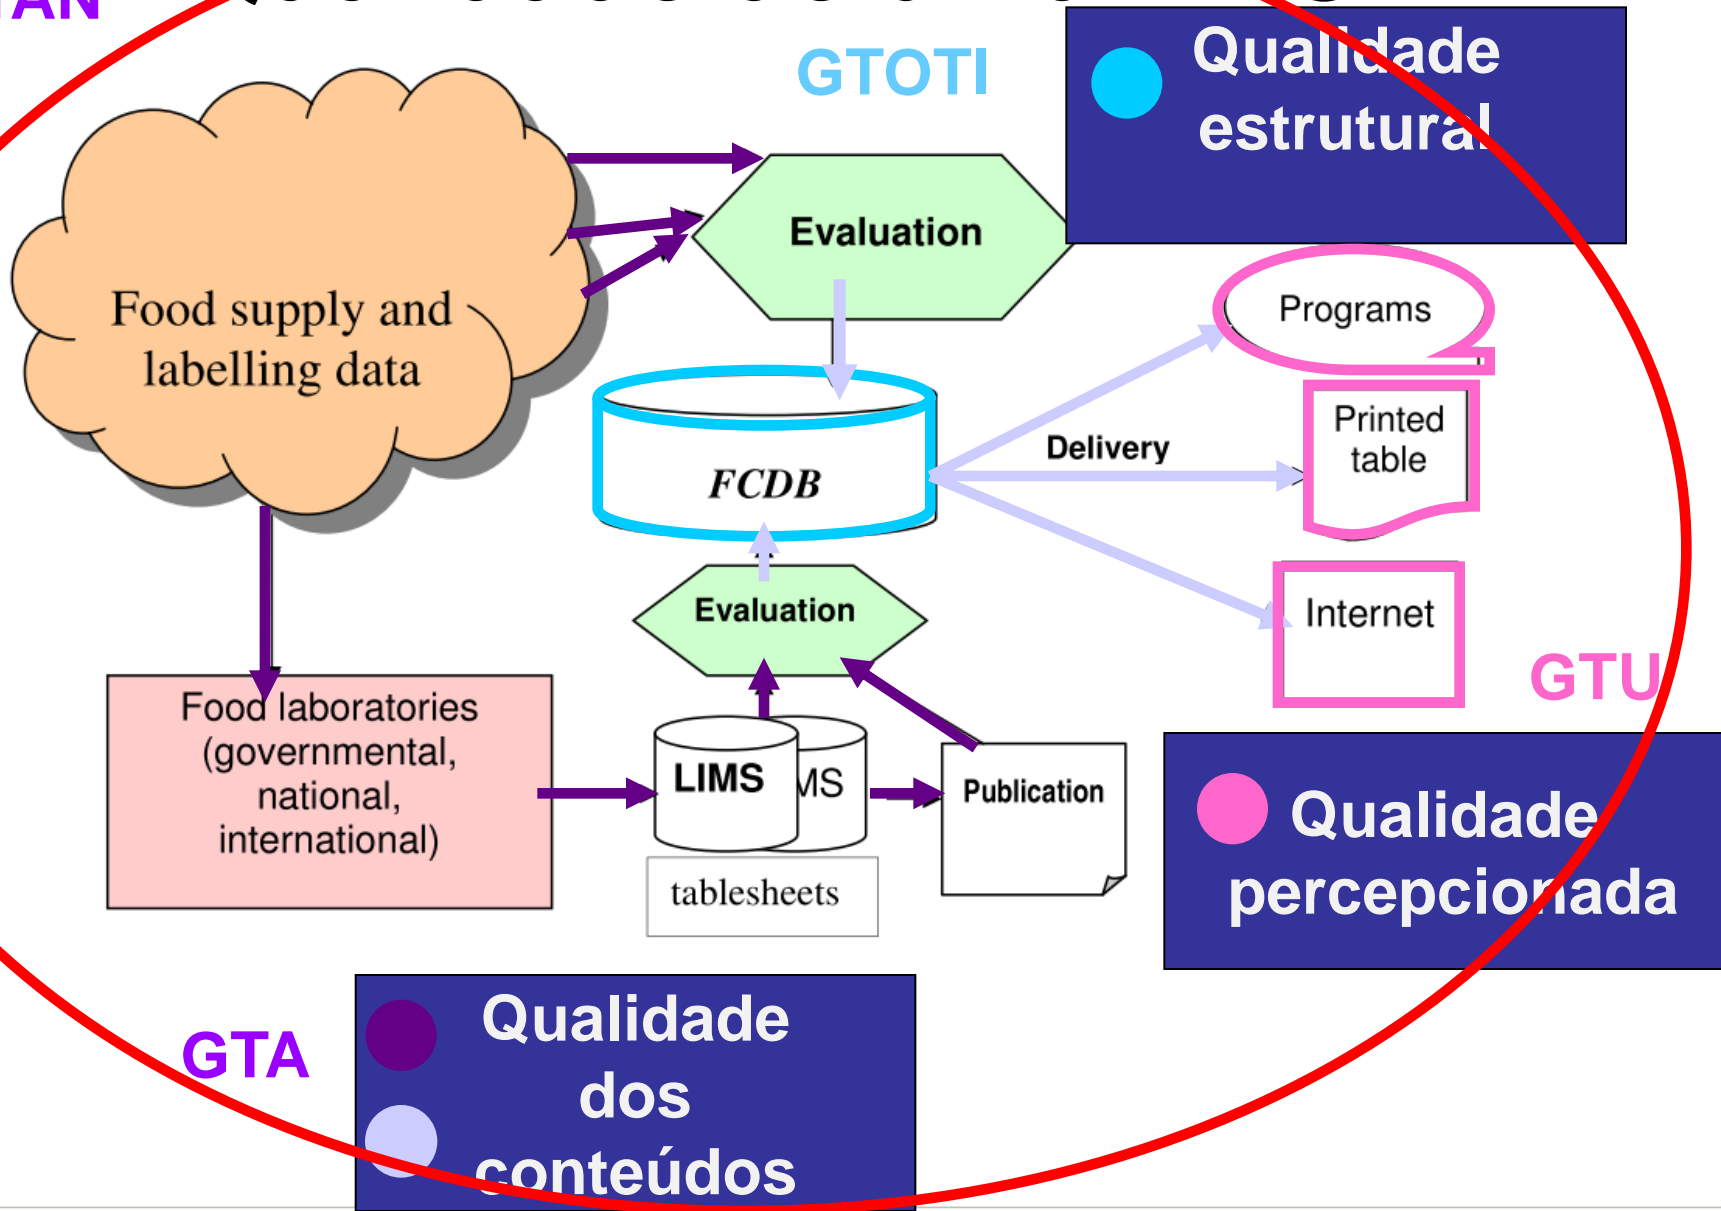 GTOTI
Qualidade
estrutural
Evaluation
Food supply and
labelling data
Programs
Printed
table
Delivery
FCDB
Internet
Evaluation
GTU
Food laboratories
(governmental,
national,
international)
LIMS
MS
Publication
tablesheets
Qualidade
percepcionada
GTA
Qualidade
dos
conteúdos